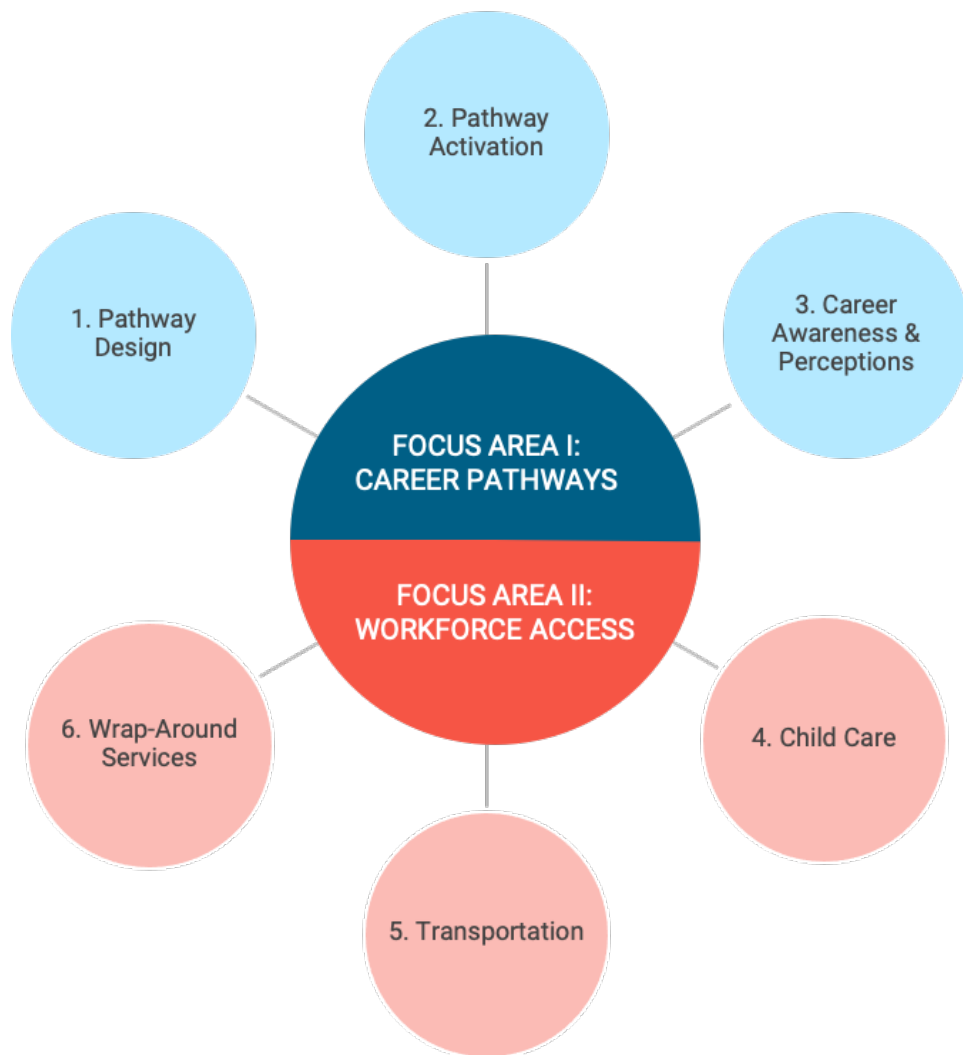 2. Pathway
Activation
1. Pathway
Design
3. Career
Awareness &
Perceptions
FOCUS AREA I:
CAREER PATHWAYS
FOCUS AREA II:
WORKFORCE ACCESS
6. Wrap-Around
Services
4. Child Care
5. Transportation